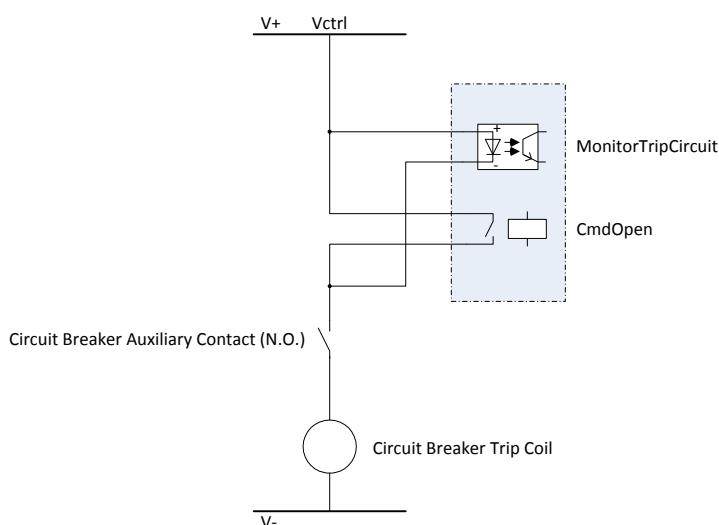 V+ Vctrl
+
-
MonitorTripCircuit
CmdOpen
Circuit Breaker Auxiliary Contact (N.O.)
Circuit Breaker Trip Coil
V-